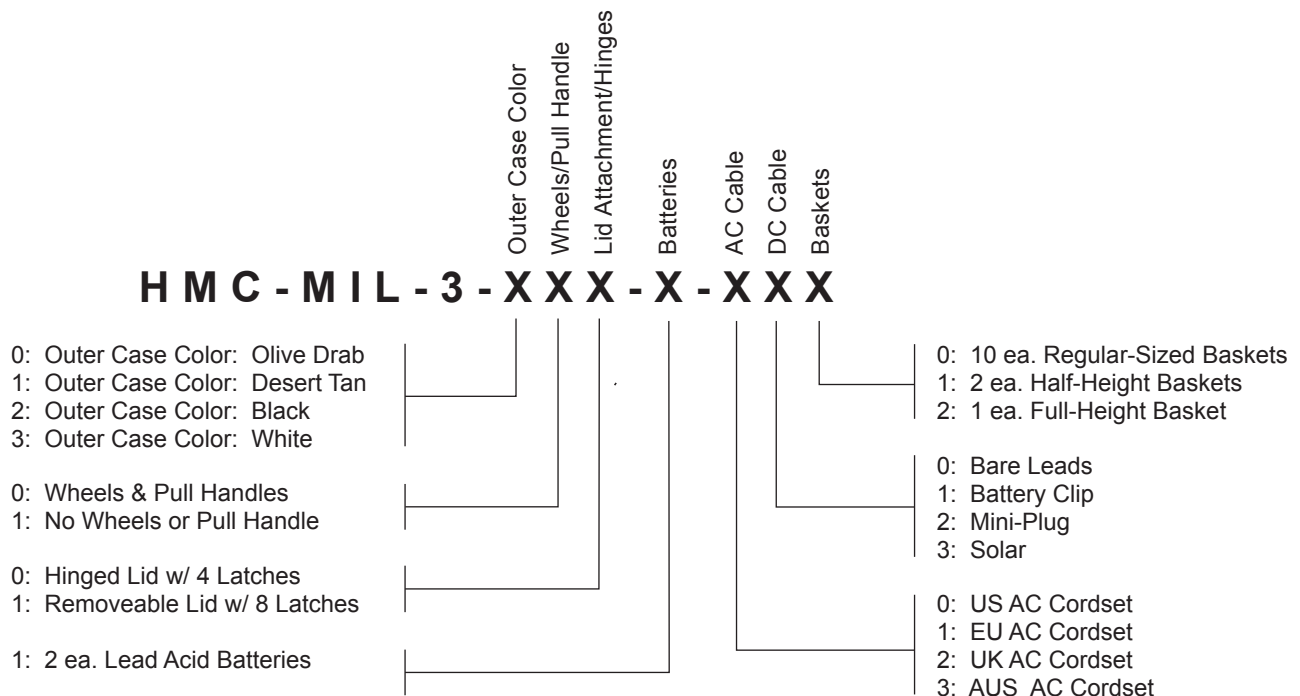 Outer Case Color
Wheels/Pull Handle
Lid Attachment/Hinges
Batteries
AC Cable
DC Cable
Baskets
HMC-MIL-3-XXX-X-XXX
0: Outer Case Color: Olive Drab
1: Outer Case Color: Desert Tan
2: Outer Case Color: Black
3: Outer Case Color: White
0: Wheels & Pull Handles
1: No Wheels or Pull Handle
0: Hinged Lid w/ 4 Latches
1: Removeable Lid w/ 8 Latches
1: 2 ea. Lead Acid Batteries
0: 10 ea. Regular-Sized Baskets
1: 2 ea. Half-Height Baskets
2: 1 ea. Full-Height Basket
0: Bare Leads
1: Battery Clip
2: Mini-Plug
3: Solar
0: US AC Cordset
1: EU AC Cordset
2: UK AC Cordset
3: AUS AC Cordset